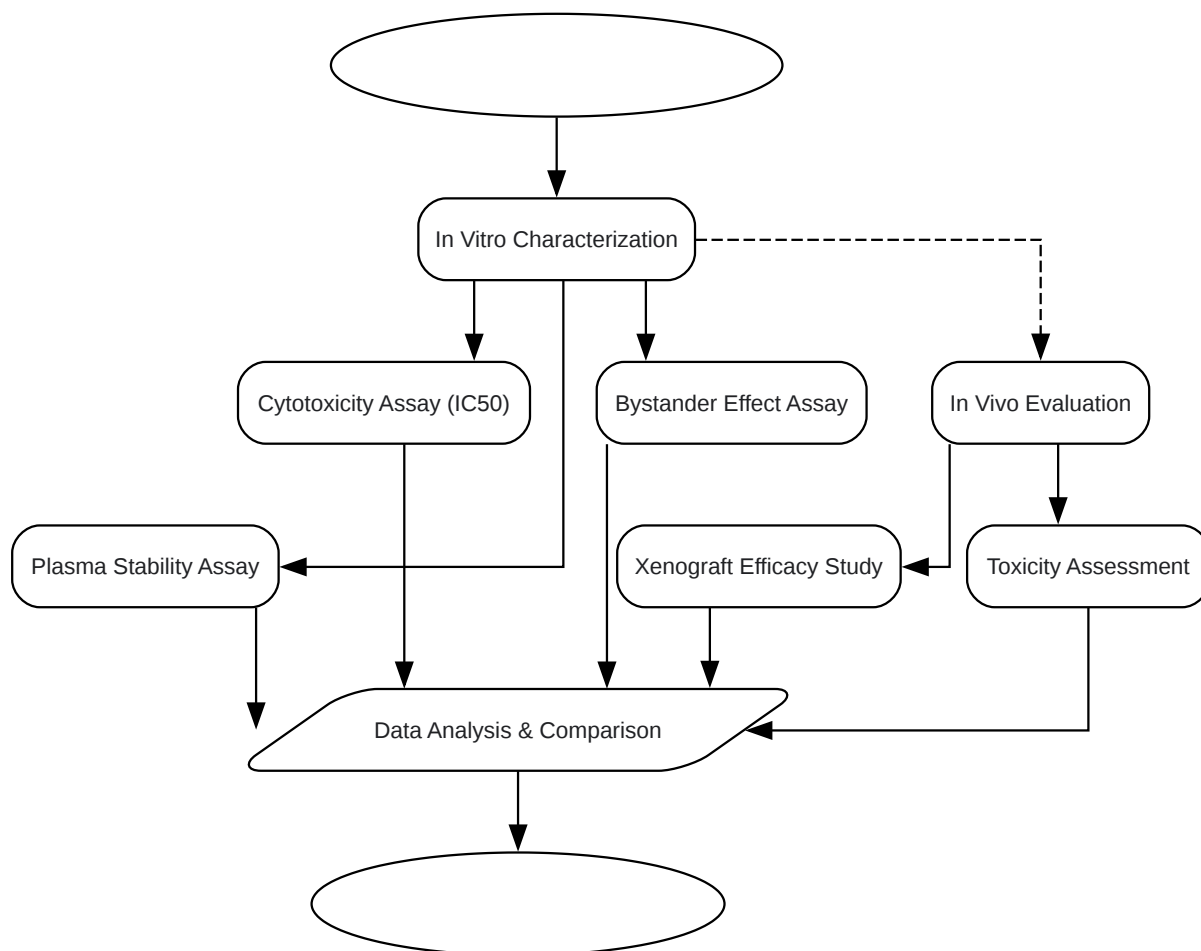 In Vitro Characterization
Cytotoxicity Assay (IC50)
Bystander Effect Assay
In Vivo Evaluation
Plasma Stability Assay
Xenograft Efficacy Study
Toxicity Assessment
Data Analysis & Comparison